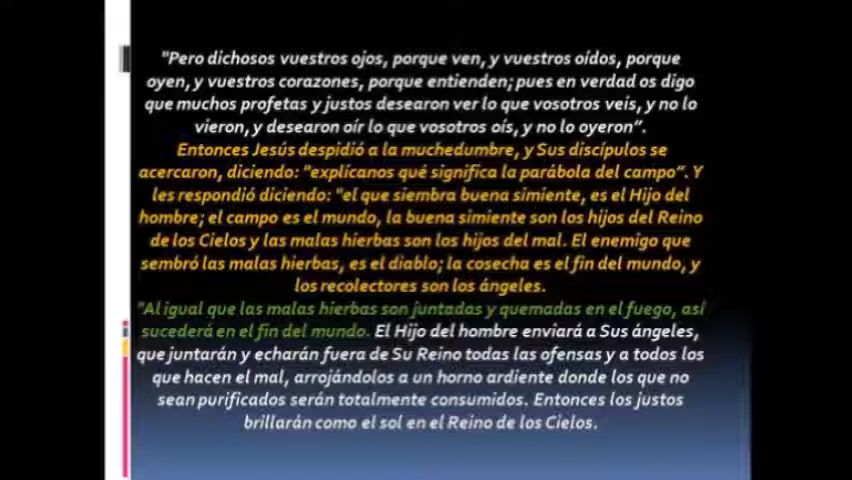 "Pero dichosos vuestros ojos, porque ven, y vuestros oídos, porque
oyen, y vuestros corazones, porque entienden; pues en verdad os digo
que muchos profetas y justos desearon ver lo que vosotros veis, y no lo
vieron, y desearon oír lo que vosotros oís, y no lo oyeron".
Entonces Jesús despidió a la muchedumbre, y Sus discípulos se
acercaron, diciendo: "explícanos qué significa la parábola del campo". Y
les respondió diciendo: "el que siembra buena simiente, es el Hijo del
hombre; el campo es el mundo, la buena simiente son los hijos del Reino
de los Cielos y las malas hierbas son los hijos del mal. El enemigo que
sembró las malas hierbas, es el diablo; la cosecha es el fin del mundo, y
los recolectores son los ángeles.
"Al igual que las malas hierbas son juntadas y quemadas en el fuego, así
sucederá en el fin del mundo. El Hijo del hombre enviará a Sus ángeles,
que juntarán y echarán fuera de Su Reino todas las ofensas y a todos los
que hacen el mal, arrojándolos a un horno ardiente donde los que no
sean purificados serán totalmente consumidos. Entonces los justos
brillarán como el sol en el Reino de los Cielos.